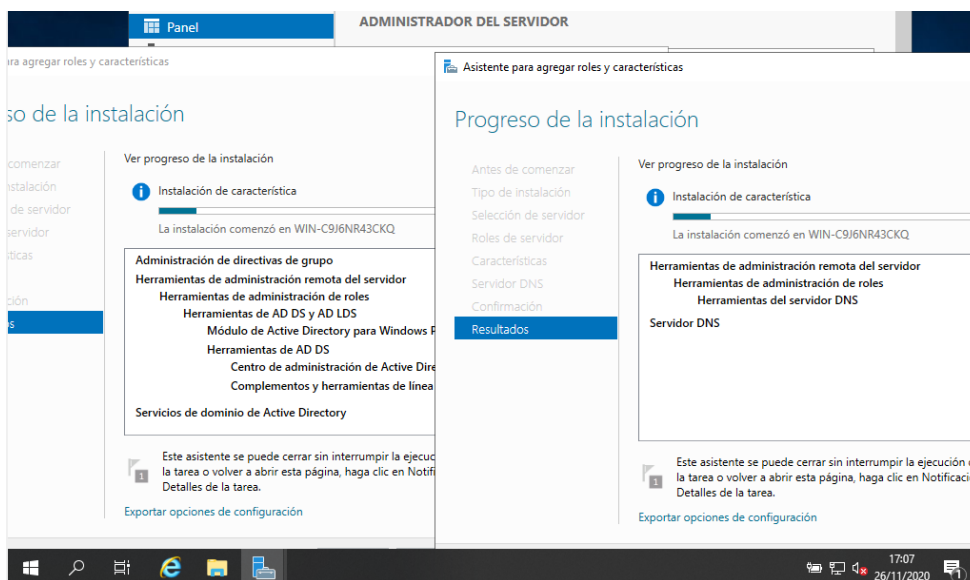 Panel
ADMINISTRADOR DEL SERVIDOR
ra agregar roles y características
so de la instalación
comenzar
nstalación
de servidor
servidor
sticas
ción
os
Ver progreso de la instalación
Instalación de característica
La instalación comenzó en WIN-C9J6NR43CKQ
Administración de directivas de grupo
Herramientas de administración remota del servidor
Herramientas de administración de roles
Herramientas de AD DS y AD LDS
Módulo de Active Directory para Windows P
Herramientas de AD DS
Centro de administración de Active Dire
Complementos y herramientas de línea
Servicios de dominio de Active Directory
1
Este asistente se puede cerrar sin interrumpir la ejecuc
la tarea o volver a abrir esta página, haga clic en Notifi
Detalles de la tarea.
Exportar opciones de configuración
Asistente para agregar roles y características
Progreso de la instalación
Antes de comenzar
Tipo de instalación
Selección de servidor
Roles de servidor
Características
Servidor DNS
Confirmación
Resultados
Ver progreso de la instalación
Instalación de característica
La instalación comenzó en WIN-C9J6NR43CKQ
Herramientas de administración remota del servidor
Herramientas de administración de roles
Herramientas del servidor DNS
Servidor DNS
1
Este asistente se puede cerrar sin interrumpir la ejecución
la tarea o volver a abrir esta página, haga clic en Notificaci
Detalles de la tarea.
Exportar opciones de configuración
17:07
26/11/2020
1